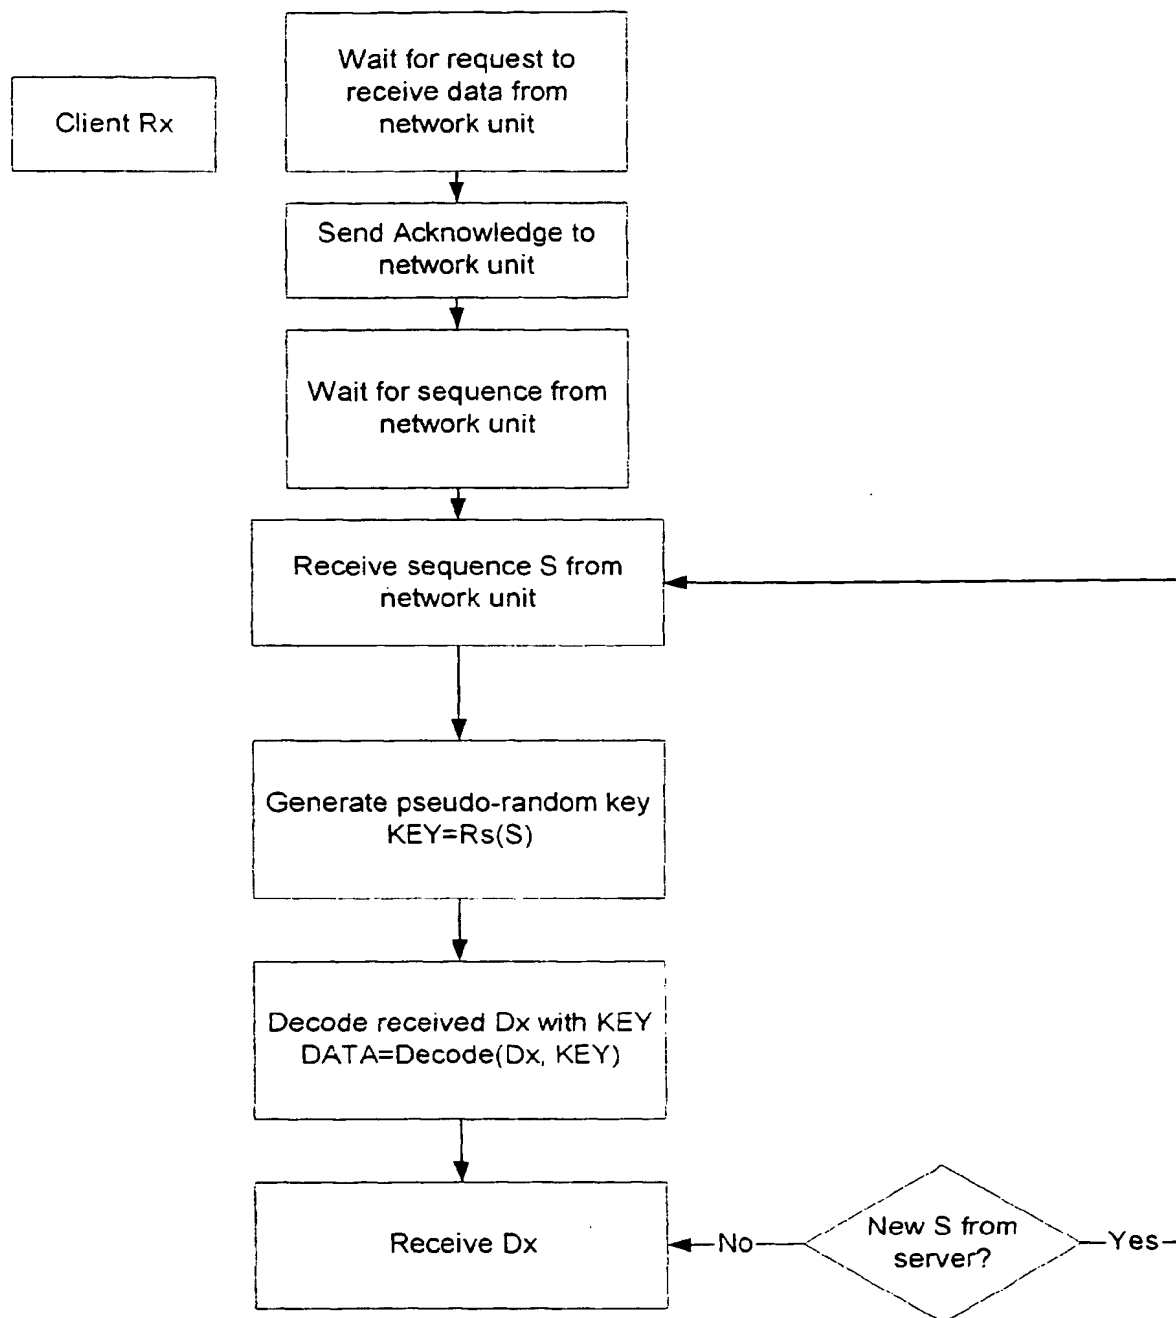 Client Rx
Wait for request to
receive data from
network unit
Send Acknowledge to
network unit
Wait for sequence from
network unit
Receive sequence S from
network unit
Generate pseudo-random key
KEY=Rs(S)
Decode received Dx with KEY
DATA=Decode(Dx, KEY)
Receive Dx
No
New S from
server?
Yes